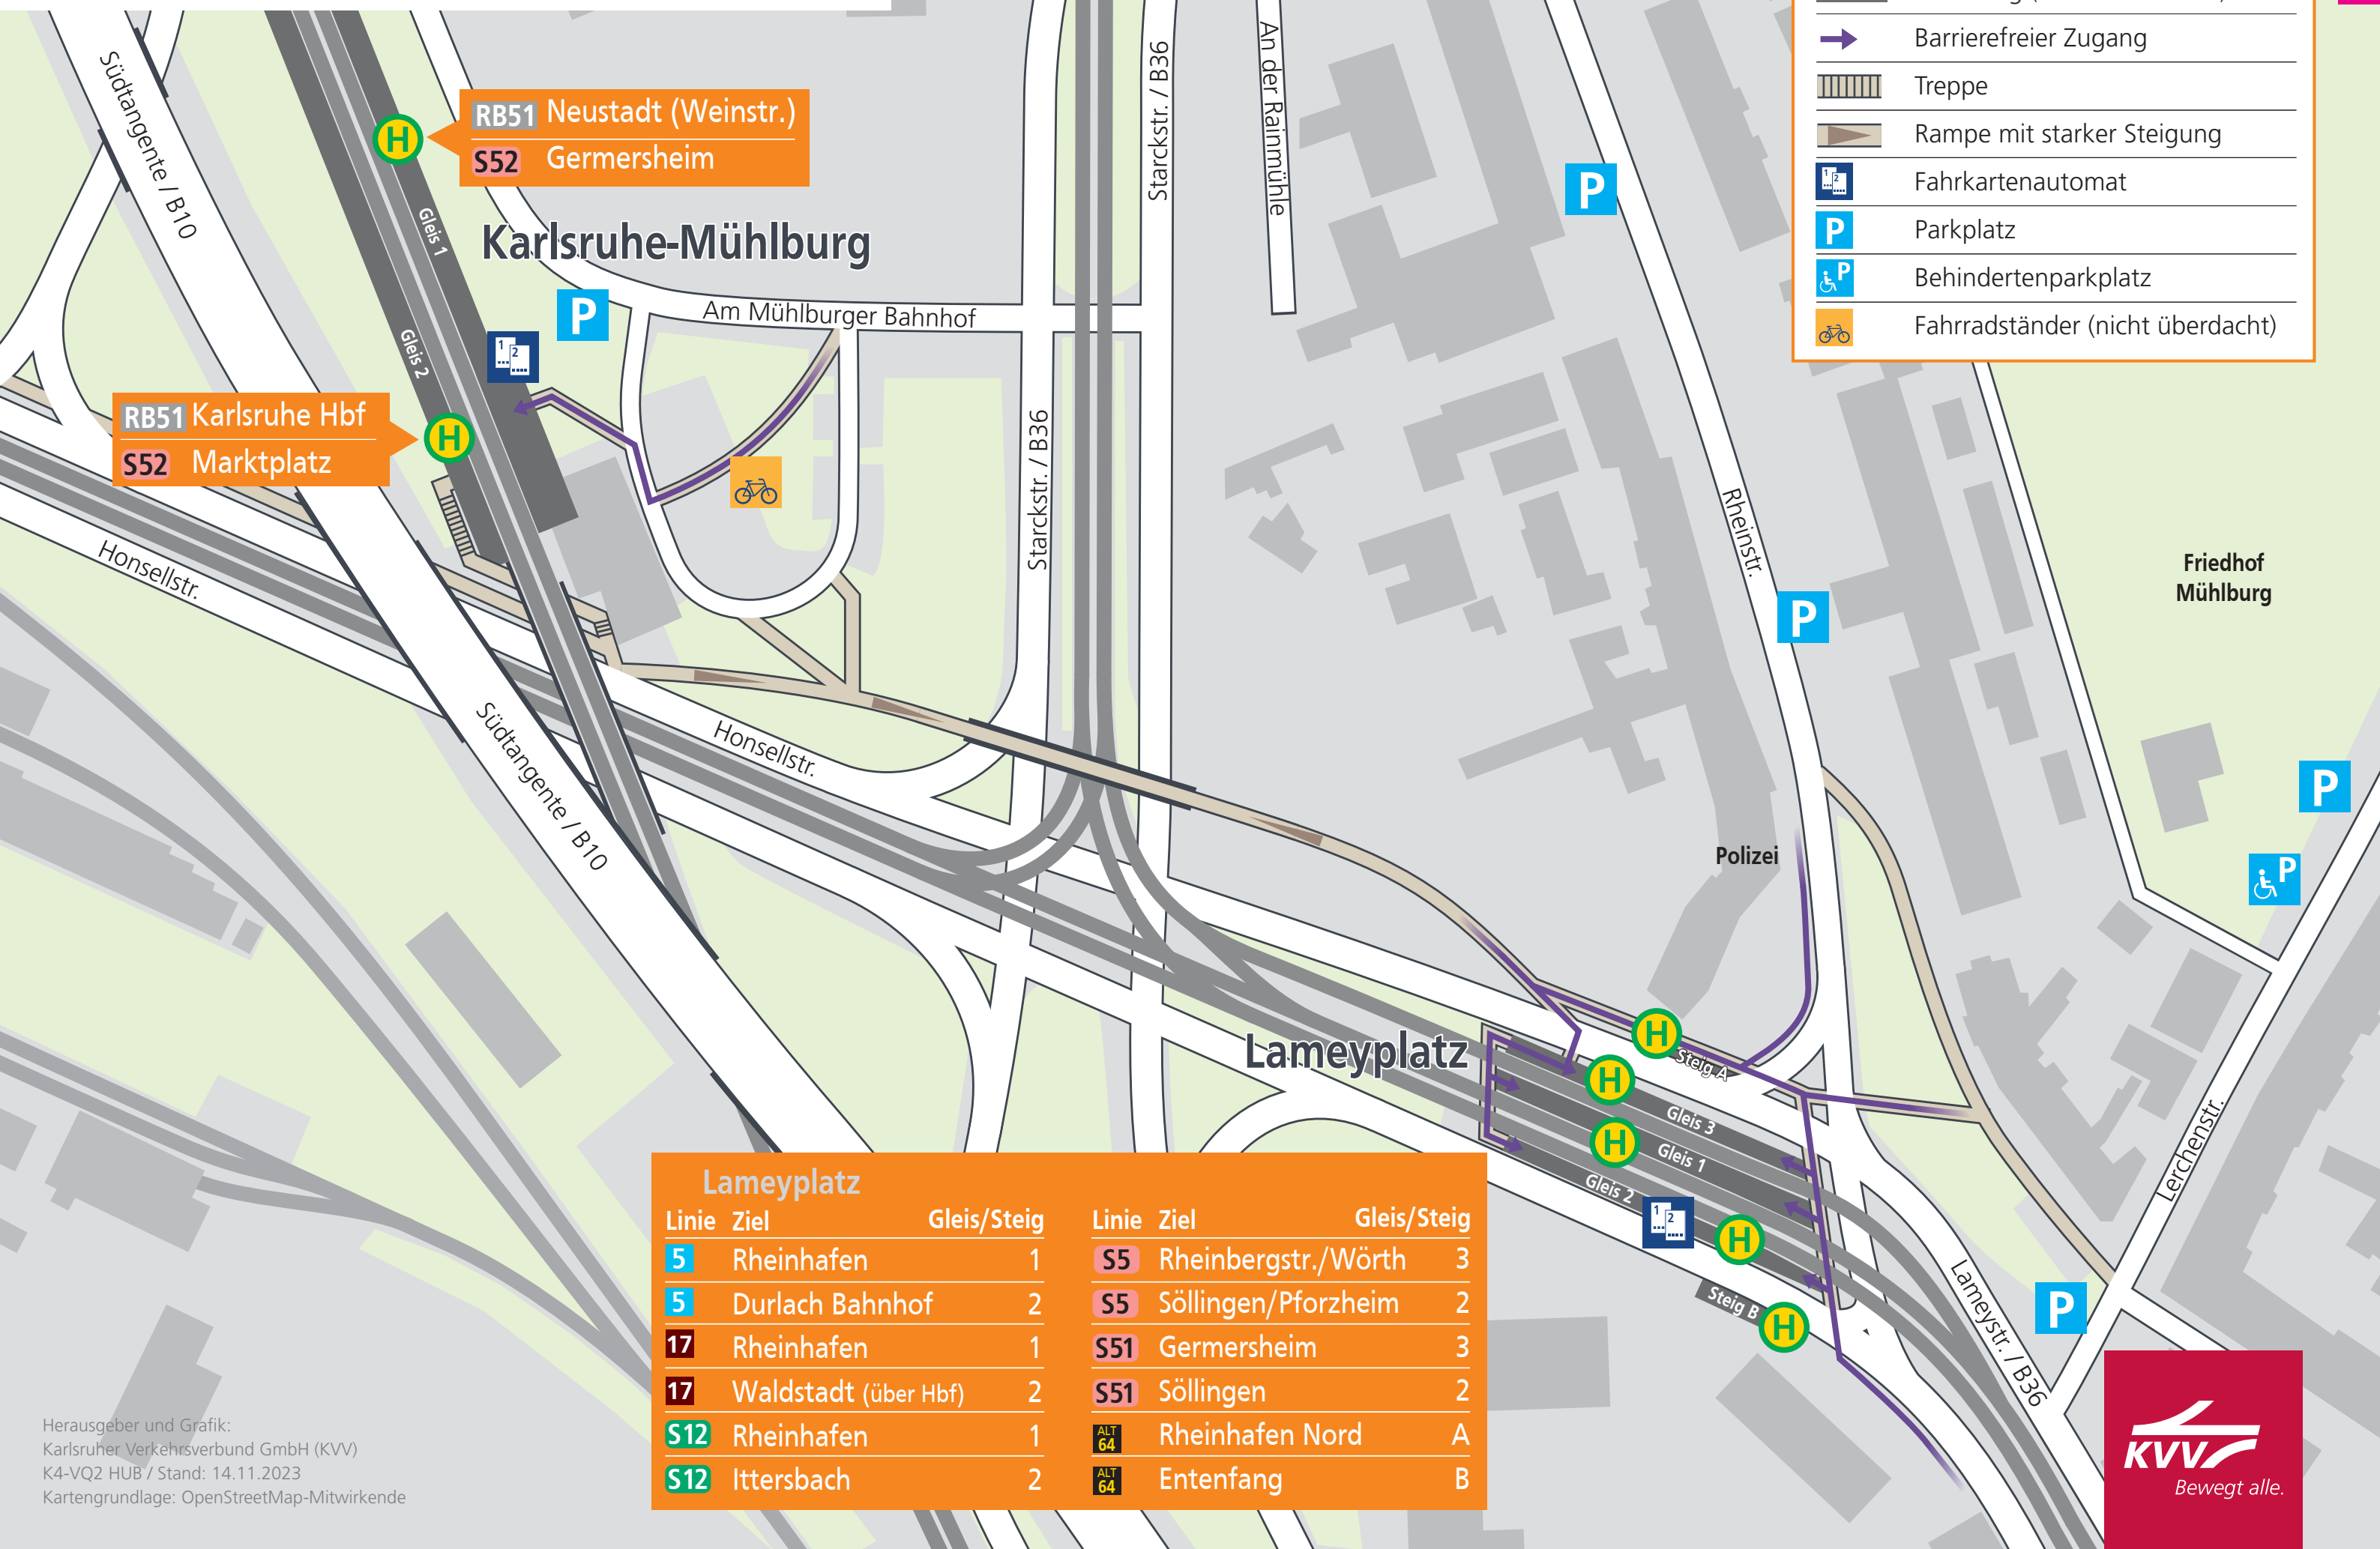 Barrierefreier Zugang
Treppe
Rampe mit starker Steigung
1 2
Fahrkartenautomat
P
Parkplatz
P
Behindertenparkplatz
Fahrradständer (nicht überdacht)
Südtangente / B10
H
RB51 Neustadt (Weinstr.)
S52 Germersheim
Gleis 1
Gleis 2
Karlsruhe-Mühlburg
P
1 2
Am Mühlburger Bahnhof
Starckstr. / B36
An der Rainmühle
P
RB51 Karlsruhe Hbf
S52 Marktplatz
H
Honsellstr.
Starckstr. / B36
Rheinstr.
P
Friedhof
Mühlburg
Südtangente / B10
Honsellstr.
P
P
Polizei
Lameyplatz
H
Steig A
H
Gleis 3
H
Gleis 1
Gleis 2
1 2
H
Steig B
H
Lerchenstr.
Lameystr. / B36
P
Lameyplatz
Linie Ziel Gleis/Steig
5 Rheinhafen 1
5 Durlach Bahnhof 2
17 Rheinhafen 1
17 Waldstadt (über Hbf) 2
S12 Rheinhafen 1
S12 Ittersbach 2
Linie Ziel Gleis/Steig
S5 Rheinbergstr./Wörth 3
S5 Söllingen/Pforzheim 2
S51 Germersheim 3
S51 Söllingen 2
ALT 64 Rheinhafen Nord A
ALT 64 Entenfang B
Herausgeber und Grafik:
Karlsruher Verkehrsverbund GmbH (KVV)
K4-VQ2 HUB / Stand: 14.11.2023
Kartengrundlage: OpenStreetMap-Mitwirkende
KVV
Bewegt alle.